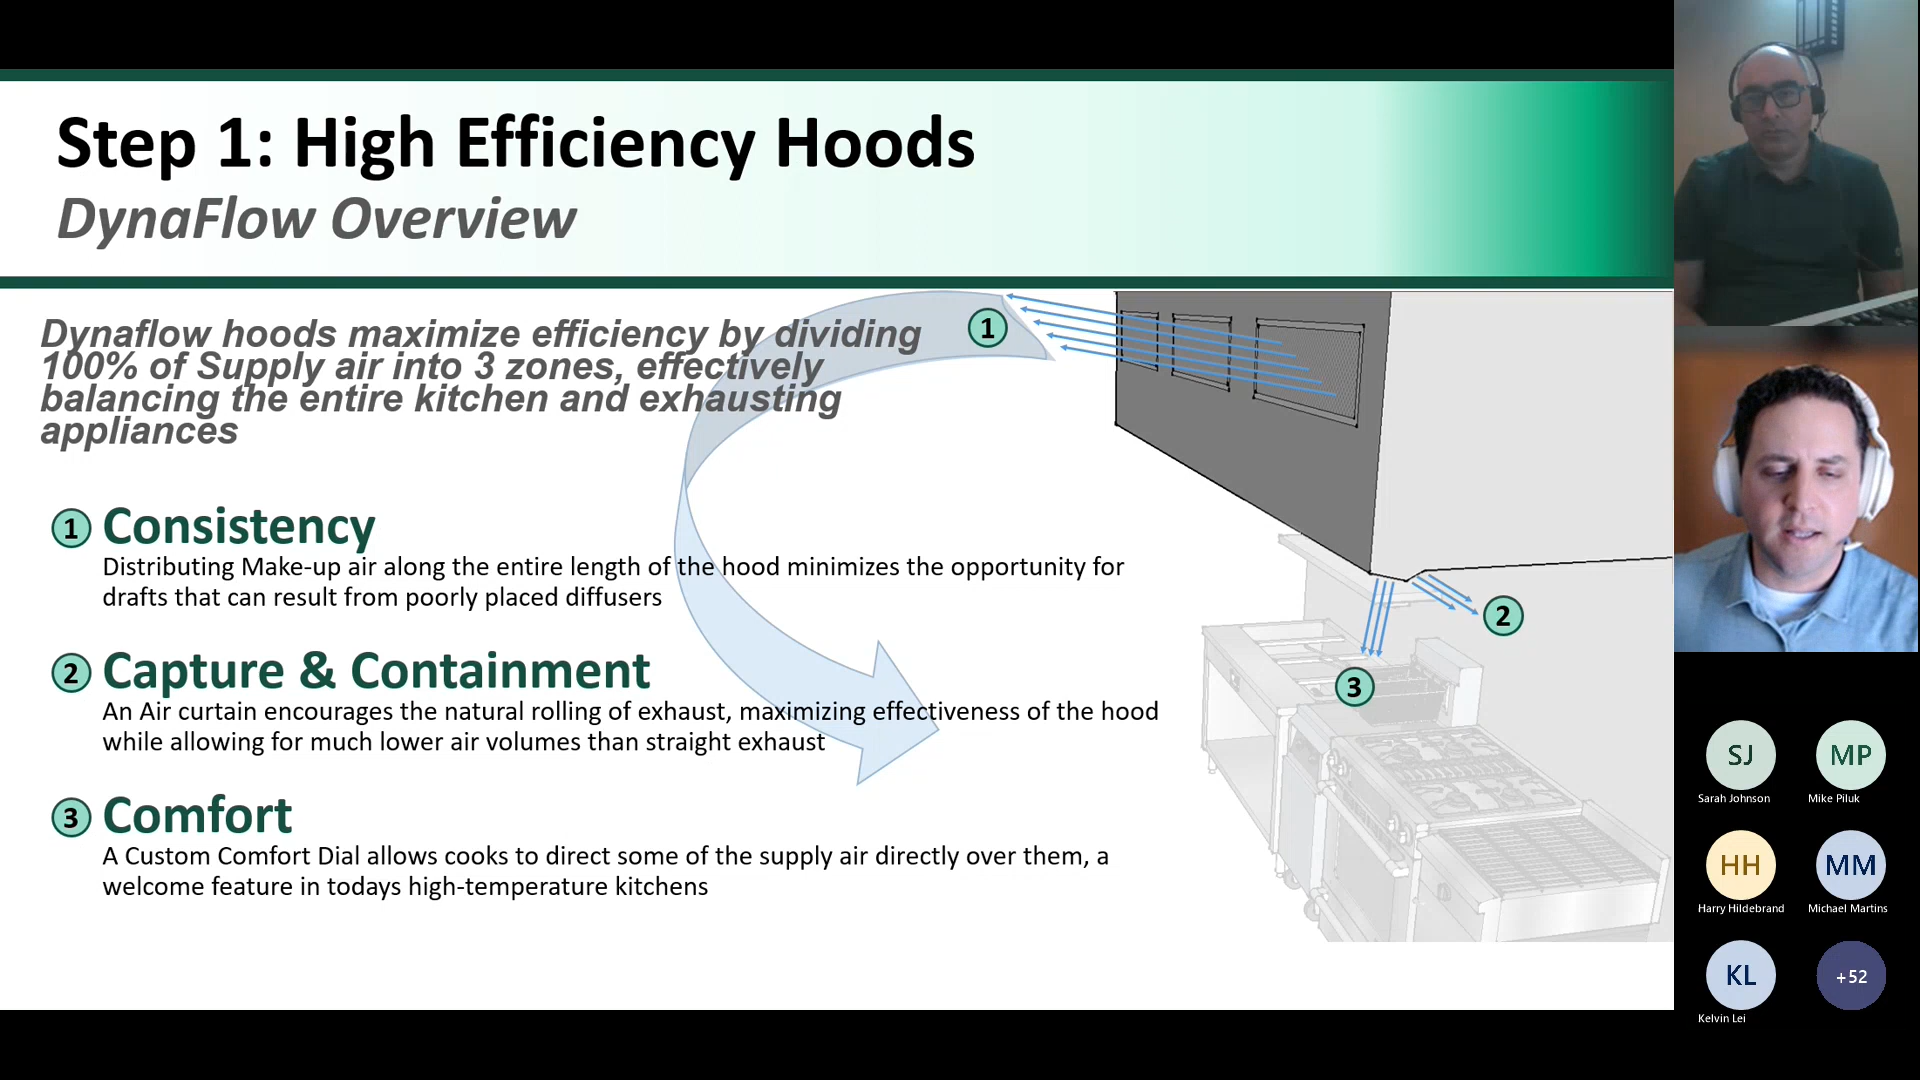 Step 1: High Efficiency Hoods
DynaFlow Overview
Dynaflow hoods maximize efficiency by dividing
100% of Supply air into 3 zones, effectively
balancing the entire kitchen and exhausting
appliances
1 Consistency
Distributing Make-up air along the entire length of the hood minimizes the opportunity for
drafts that can result from poorly placed diffusers
2 Capture & Containment
An Air curtain encourages the natural rolling of exhaust, maximizing effectiveness of the hood
while allowing for much lower air volumes than straight exhaust
3 Comfort
A Custom Comfort Dial allows cooks to direct some of the supply air directly over them, a
welcome feature in todays high-temperature kitchens
1
2
3
SJ
Sarah Johnson
MP
Mike Piluk
HH
Harry Hildebrand
MM
Michael Martins
KL
Kelvin Lei
+52